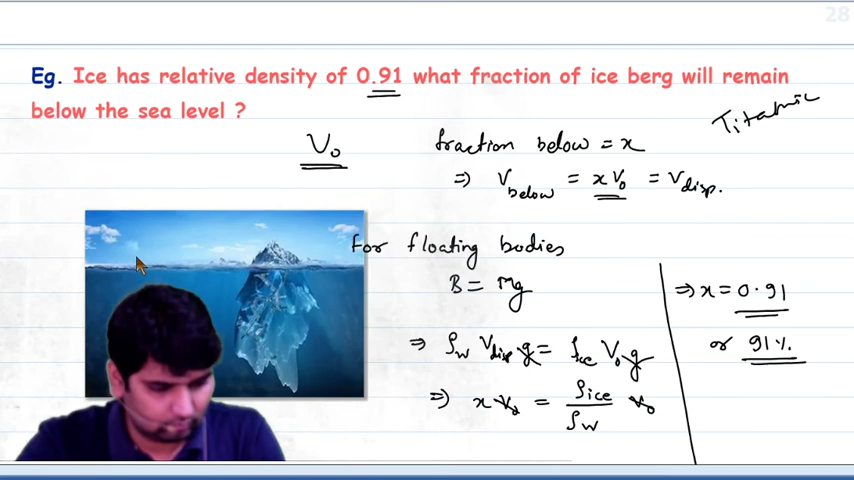 28
Eg. Ice has relative density of 0.91 what fraction of ice berg will remain
below the sea level ?
Titanic
V₀
fraction below = x
⇒ V_below = x V₀ = V_disp.
For floating bodies
B = Mg
⇒ ρ_w V_disp g = ρ_ice V₀ g
⇒ x V₀ = ρ_ice / ρ_w V₀
⇒ x = 0.91
or 91%